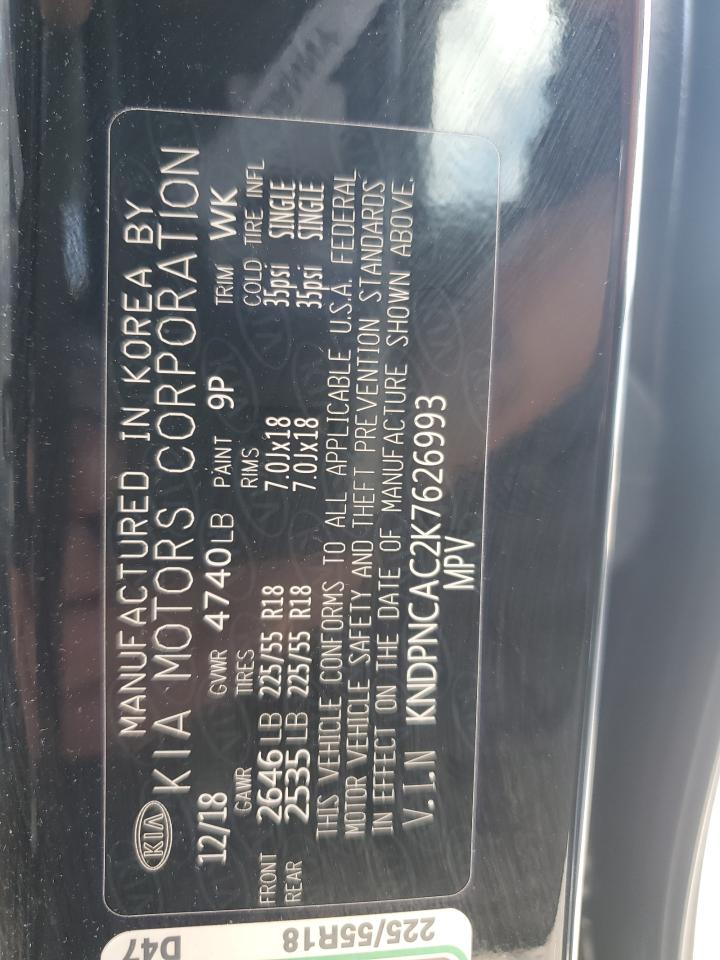 KIA MANUFACTURED IN KOREA BY
KIA MOTORS CORPORATION
12/18 GVWR 4740LB PAINT 9P TRIM WK
GAWR TIRES RIMS COLD TIRE INFL
FRONT 2646LB 225/55 R18 7.0Jx18 35psi SINGLE
REAR 2535LB 225/55 R18 7.0Jx18 35psi SINGLE
THIS VEHICLE CONFORMS TO ALL APPLICABLE U.S.A. FEDERAL
MOTOR VEHICLE SAFETY AND THEFT PREVENTION STANDARDS
IN EFFECT ON THE DATE OF MANUFACTURE SHOWN ABOVE.
V.I.N KNDPNCAC2K7626993
MPV
225/55R18
D47